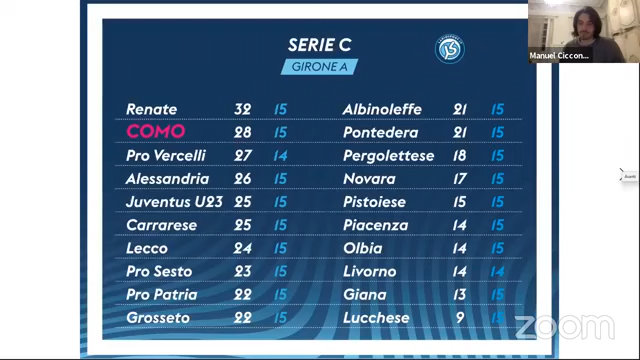 SERIE C
GIRONE A
Renate 32 15
COMO 28 15
Pro Vercelli 27 14
Alessandria 26 15
Juventus U23 25 15
Carrarese 25 15
Lecco 24 15
Pro Sesto 23 15
Pro Patria 22 15
Grosseto 22 15
Albinoleffe 21 15
Pontedera 21 15
Pergolettese 18 15
Novara 17 15
Pistoiese 15 15
Piacenza 14 15
Olbia 14 15
Livorno 14 14
Giana 13 15
Lucchese 9 15
Manuel Ciccon...
Avanti
zoom